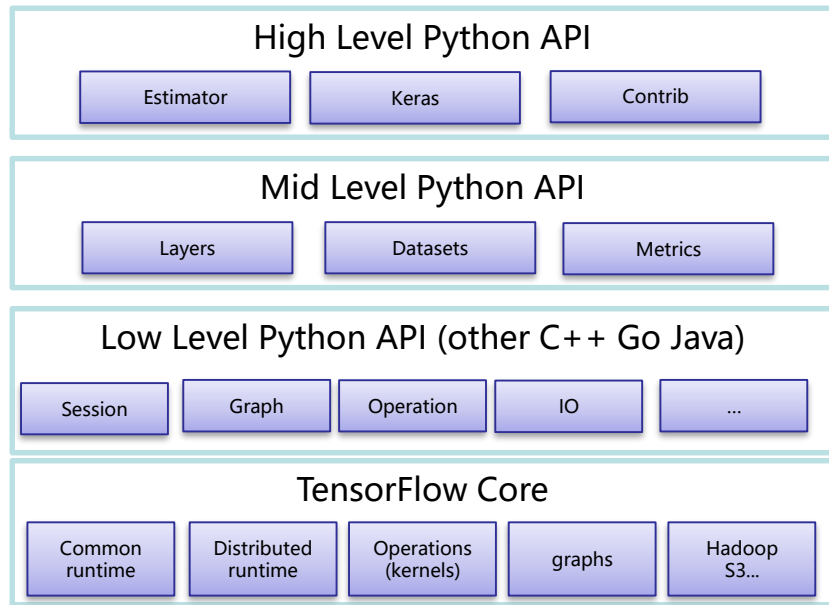 High Level Python API
Estimator
Keras
Contrib
Mid Level Python API
Layers
Datasets
Metrics
Low Level Python API (other C++ Go Java)
Session
Graph
Operation
IO
...
TensorFlow Core
Common
runtime
Distributed
runtime
Operations
(kernels)
graphs
Hadoop
S3...